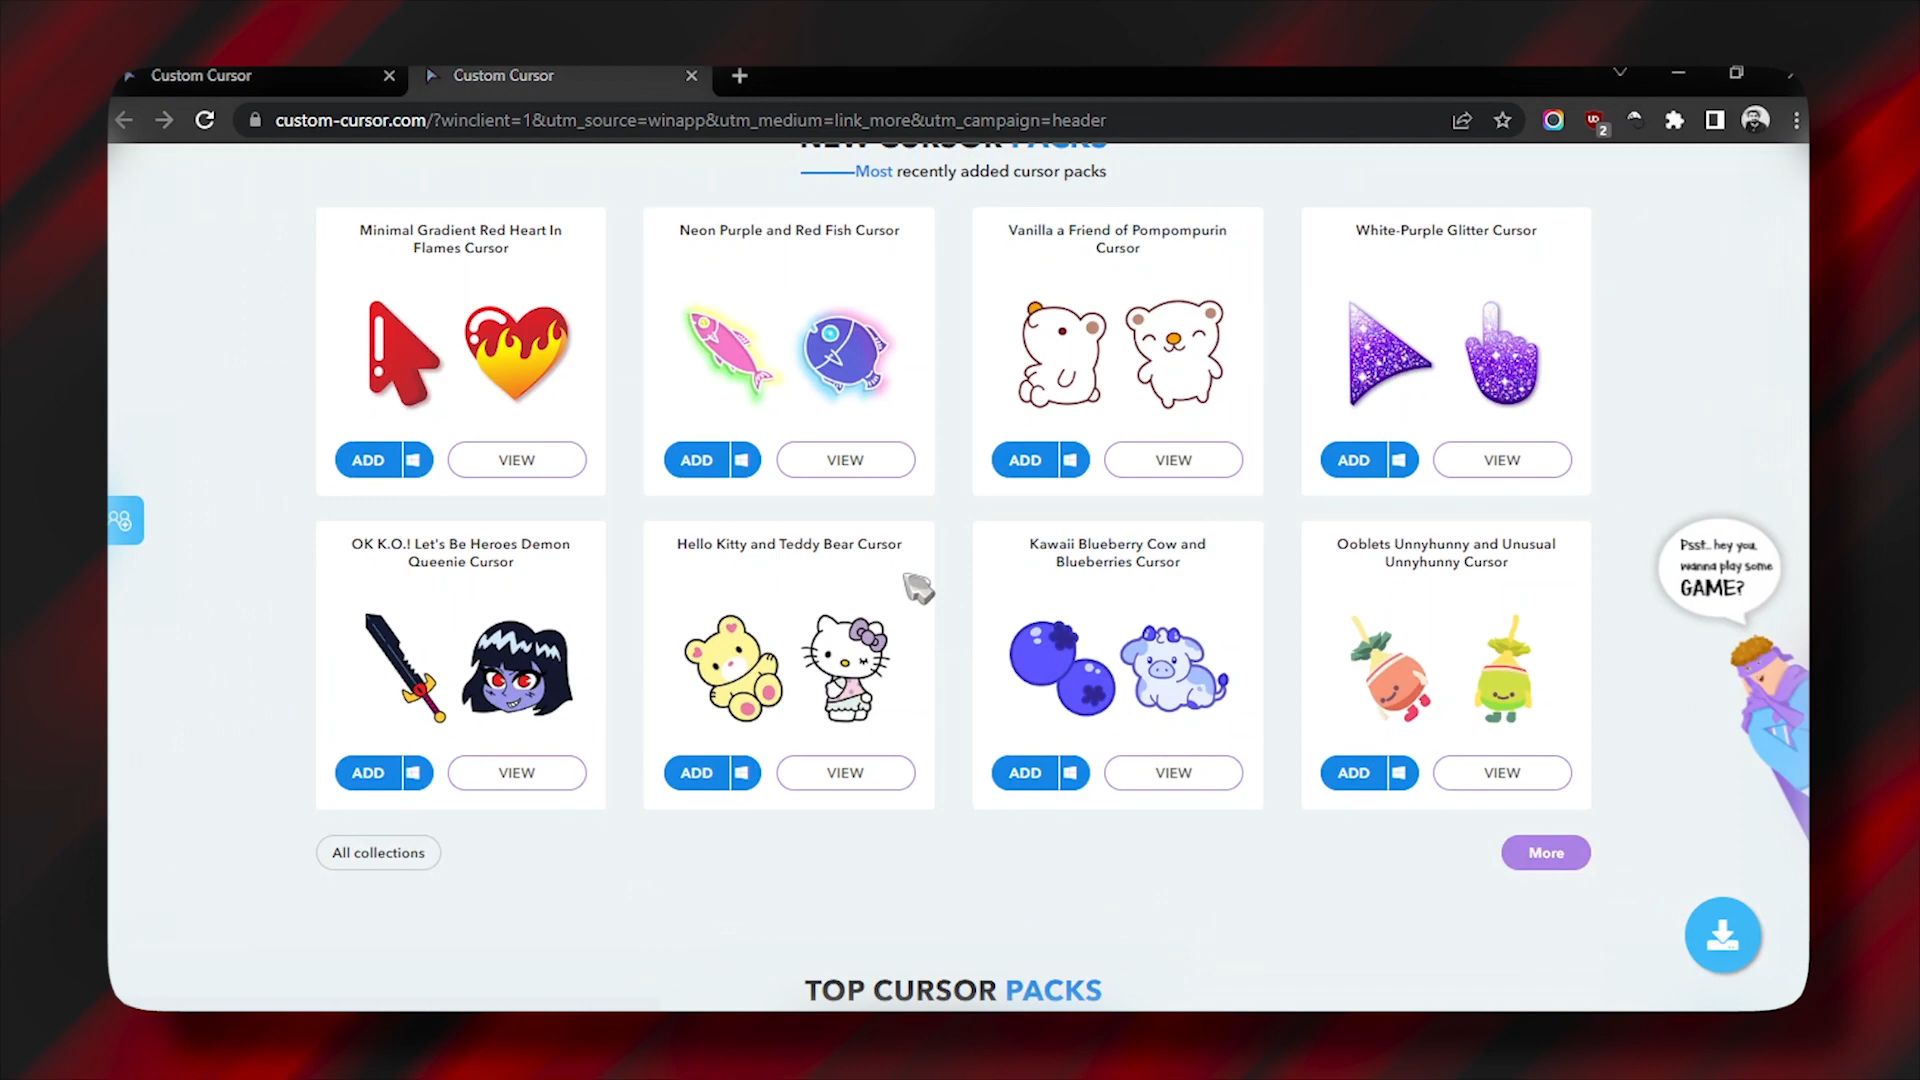 Custom Cursor
Custom Cursor
custom-cursor.com/?winclient=1&utm_source=winapp&utm_medium=link_more&utm_campaign=header
2
NEW CURSOR PACKS
Most recently added cursor packs
Minimal Gradient Red Heart In
Flames Cursor
ADD
VIEW
Neon Purple and Red Fish Cursor
ADD
VIEW
Vanilla a Friend of Pompompurin
Cursor
ADD
VIEW
White-Purple Glitter Cursor
ADD
VIEW
OK K.O.! Let's Be Heroes Demon
Queenie Cursor
ADD
VIEW
Hello Kitty and Teddy Bear Cursor
ADD
VIEW
Kawaii Blueberry Cow and
Blueberries Cursor
ADD
VIEW
Ooblets Unnyhunny and Unusual
Unnyhunny Cursor
ADD
VIEW
Psst... hey you,
wanna play some
GAME?
All collections
More
TOP CURSOR PACKS